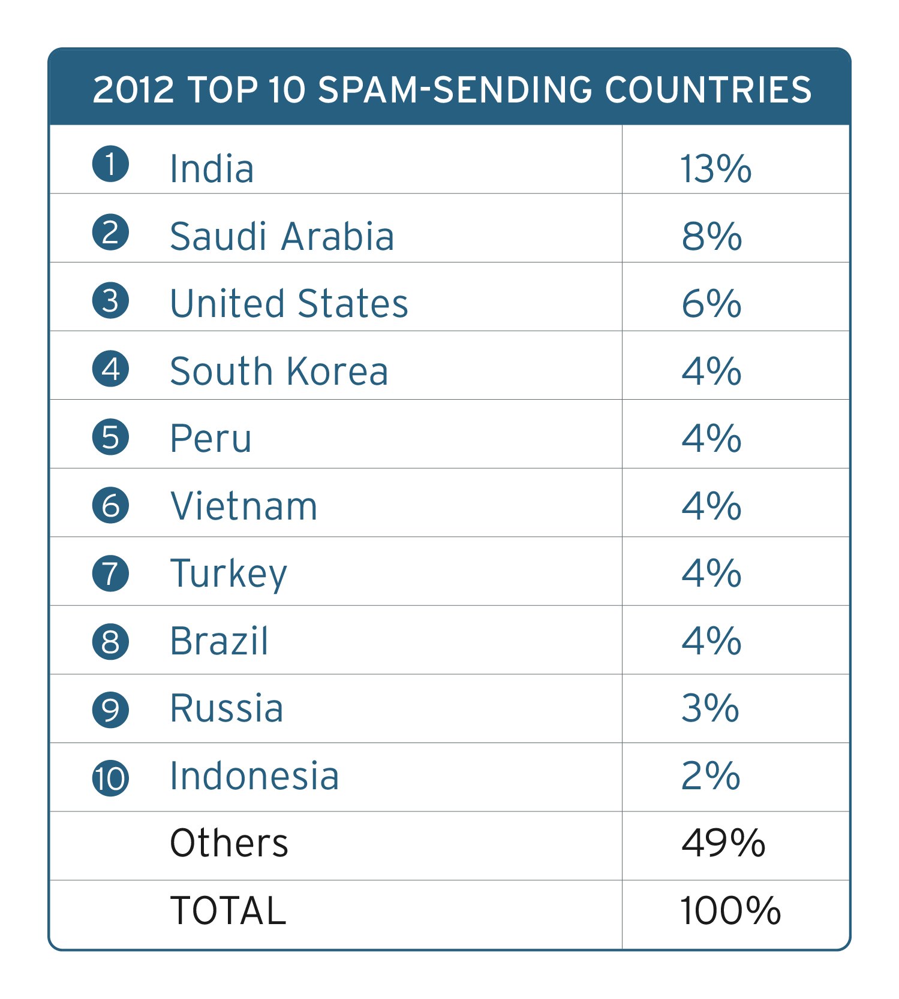 2012 TOP 10 SPAM-SENDING COUNTRIES
1 India 13%
2 Saudi Arabia 8%
3 United States 6%
4 South Korea 4%
5 Peru 4%
6 Vietnam 4%
7 Turkey 4%
8 Brazil 4%
9 Russia 3%
10 Indonesia 2%
Others 49%
TOTAL 100%